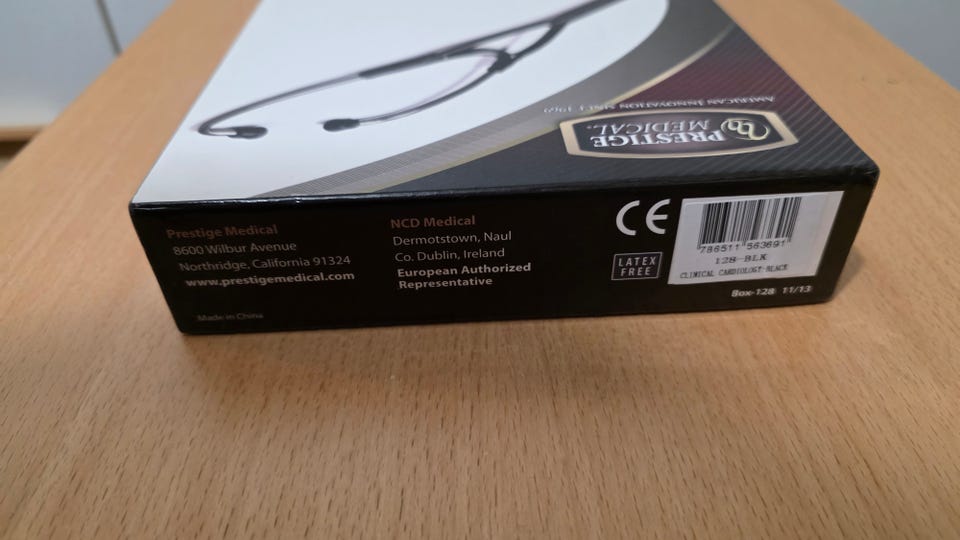 AMERICAN INNOVATION SINCE 1969
PRESTIGE
MEDICAL
Prestige Medical
8600 Wilbur Avenue
Northridge, California 91324
www.prestigemedical.com
Made in China
NCD Medical
Dermotstown, Naul
Co. Dublin, Ireland
European Authorized
Representative
CE
LATEX
FREE
786511 563691
128-BLK
CLINICAL CARDIOLOGY-BLACK
Box-128 11/13